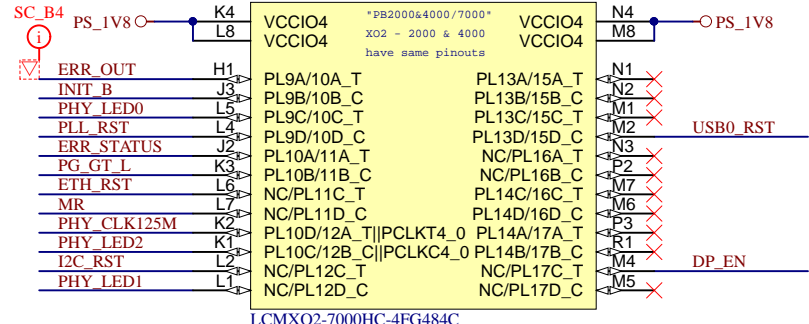 SC_B4
i
PS_1V8 K4 VCCIO4 "PB2000&4000/7000" VCCIO4 N4 PS_1V8
L8 VCCIO4 XO2 - 2000 & 4000 VCCIO4 M8
have same pinouts
ERR_OUT H1 PL9A/10A_T PL13A/15A_T N1
INIT_B J3 PL9B/10B_C PL13B/15B_C N2
PHY_LED0 L5 PL9C/10C_T PL13C/15C_T M1
PLL_RST L4 PL9D/10D_C PL13D/15D_C M2 USB0_RST
ERR_STATUS J2 PL10A/11A_T NC/PL16A_T N3
PG_GT_L K3 PL10B/11B_C NC/PL16B_C P2
ETH_RST L6 NC/PL11C_T PL14C/16C_T M7
MR L7 NC/PL11D_C PL14D/16D_C M6
PHY_CLK125M K2 PL10D/12A_T||PCLKT4_0 PL14A/17A_T P3
PHY_LED2 K1 PL10C/12B_C||PCLKC4_0 PL14B/17B_C R1
I2C_RST L2 NC/PL12C_T NC/PL17C_T M4 DP_EN
PHY_LED1 L1 NC/PL12D_C NC/PL17D_C M5
LCMXO2-7000HC-4FG484C